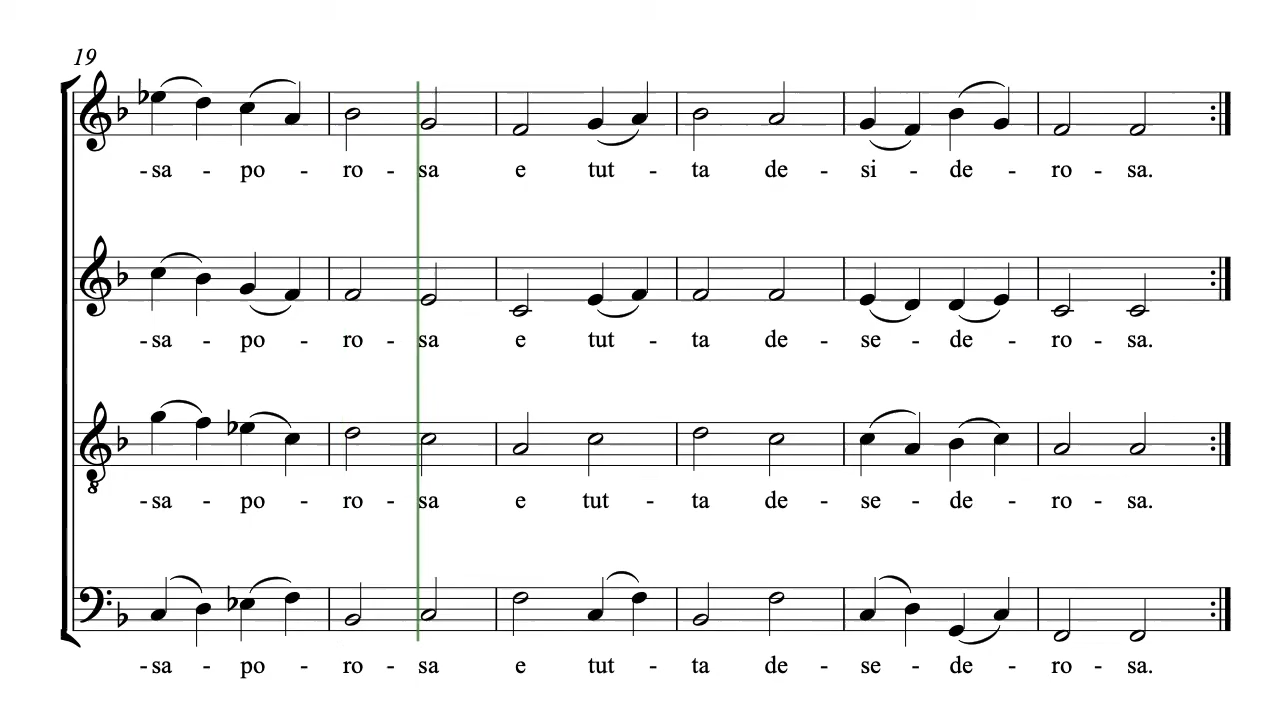 19
-sa - po - ro - sa e tut - ta de - si - de - ro - sa.
-sa - po - ro - sa e tut - ta de - se - de - ro - sa.
-sa - po - ro - sa e tut - ta de - se - de - ro - sa.
8
-sa - po - ro - sa e tut - ta de - se - de - ro - sa.